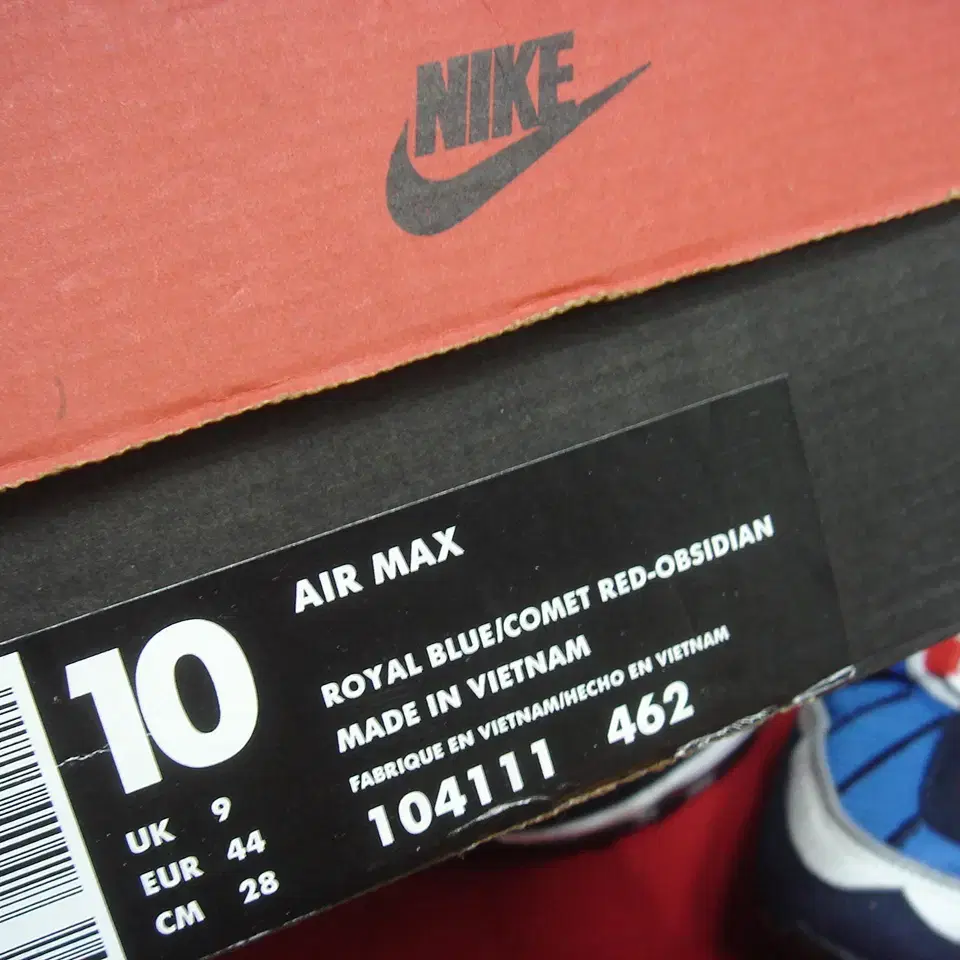 NIKE
AIR MAX
10
ROYAL BLUE/COMET RED-OBSIDIAN
MADE IN VIETNAM
FABRIQUE EN VIETNAM/HECHO EN VIETNAM
104111 462
UK 9
EUR 44
CM 28